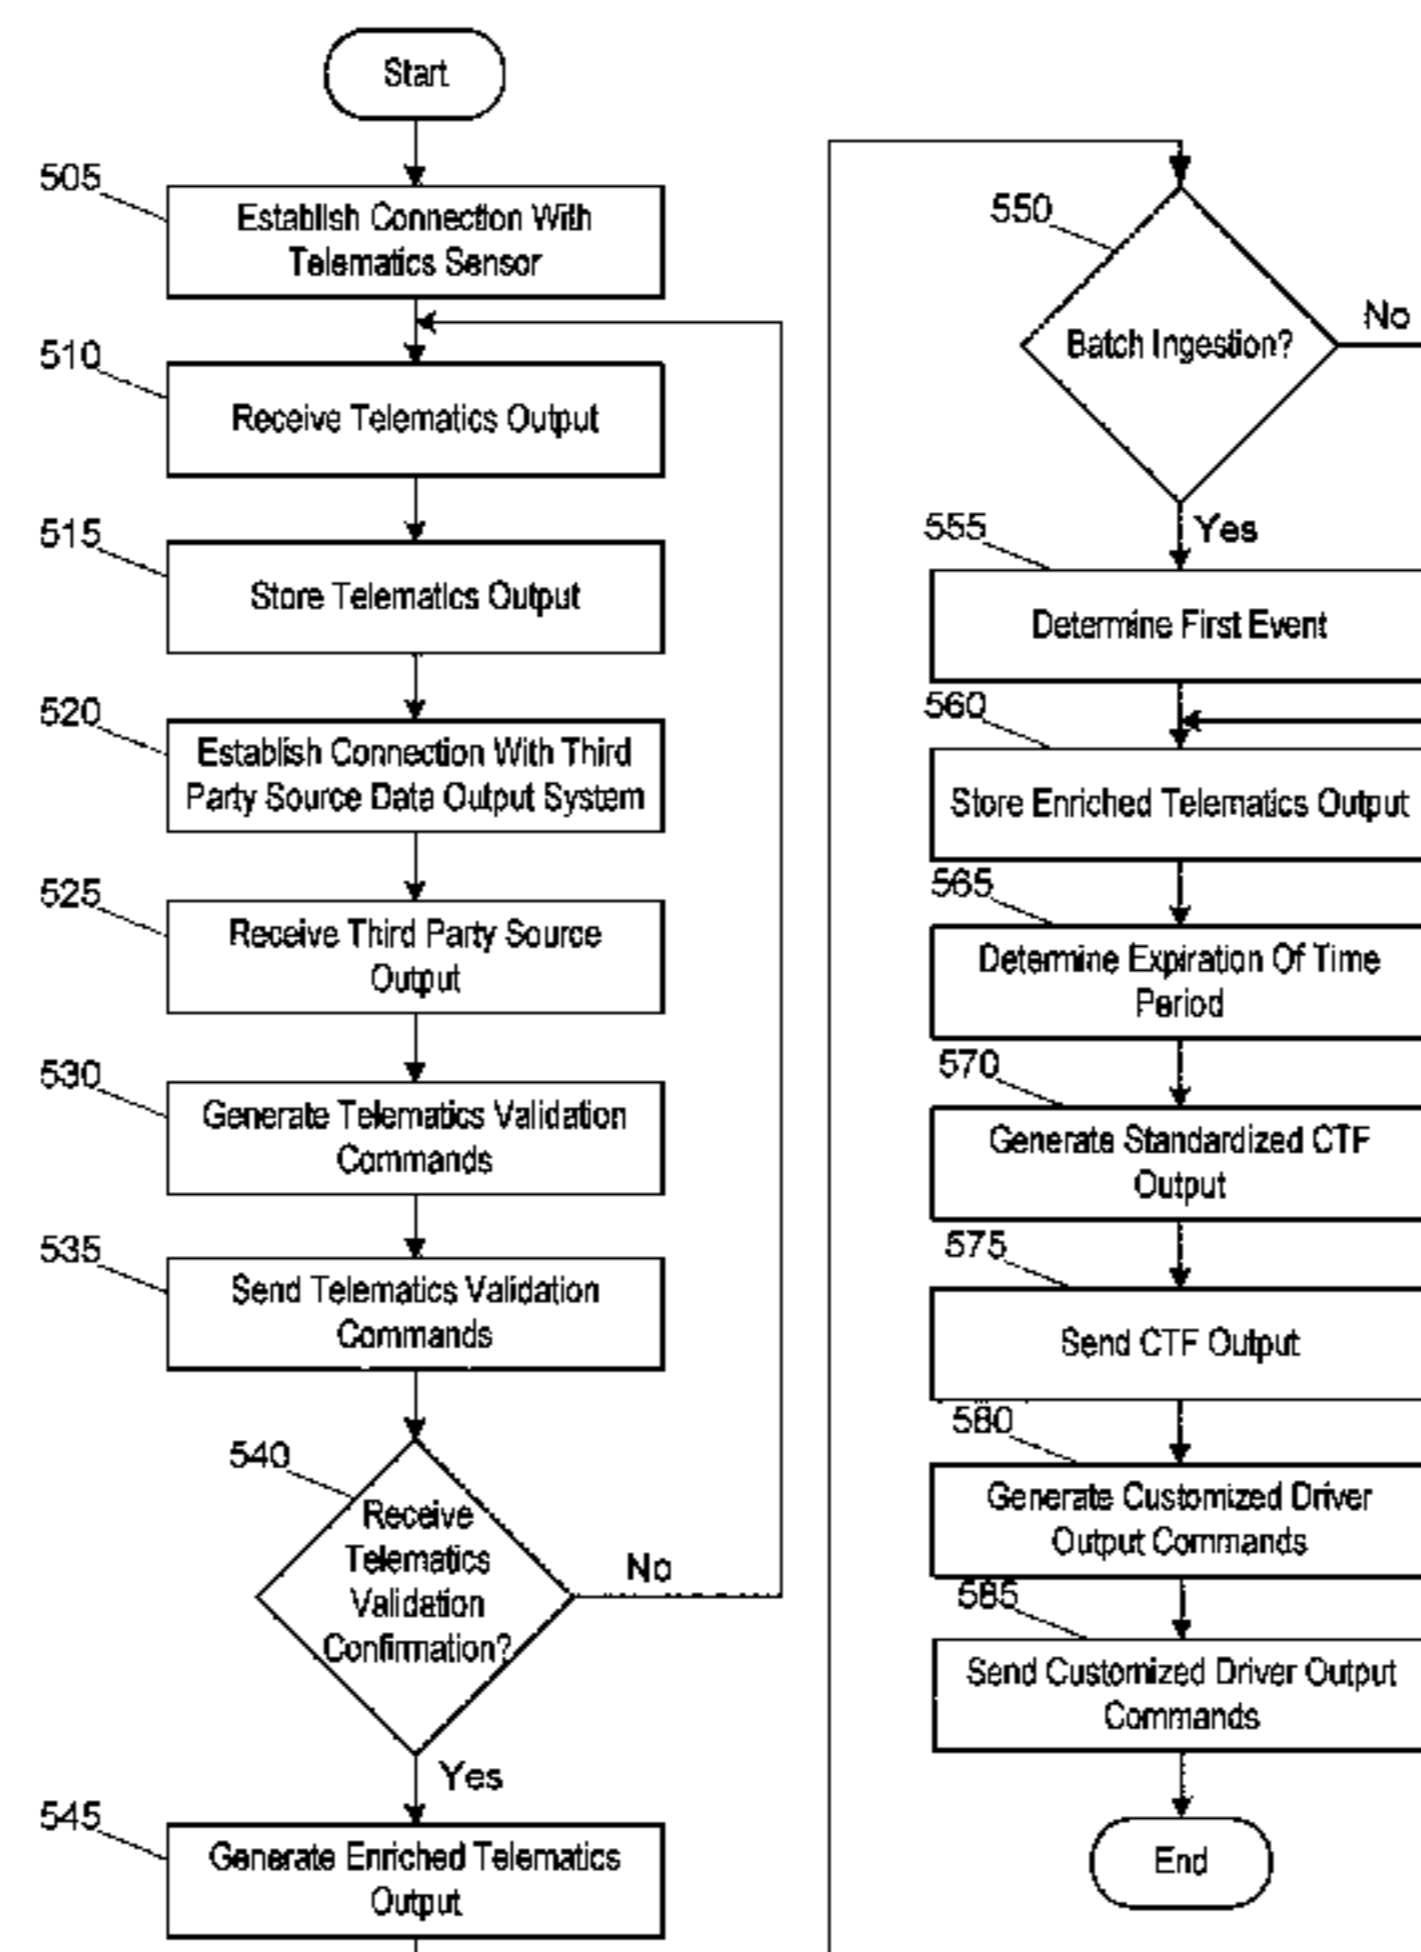 Start
505
Establish Connection With
Telematics Sensor
510
Receive Telematics Output
515
Store Telematics Output
520
Establish Connection With Third
Party Source Data Output System
525
Receive Third Party Source
Output
530
Generate Telematics Validation
Commands
535
Send Telematics Validation
Commands
540
Receive
Telematics
Validation
Confirmation?
No
Yes
545
Generate Enriched Telematics
Output
550
Batch Ingestion?
No
Yes
555
Determine First Event
560
Store Enriched Telematics Output
565
Determine Expiration Of Time
Period
570
Generate Standardized CTF
Output
575
Send CTF Output
580
Generate Customized Driver
Output Commands
585
Send Customized Driver Output
Commands
End